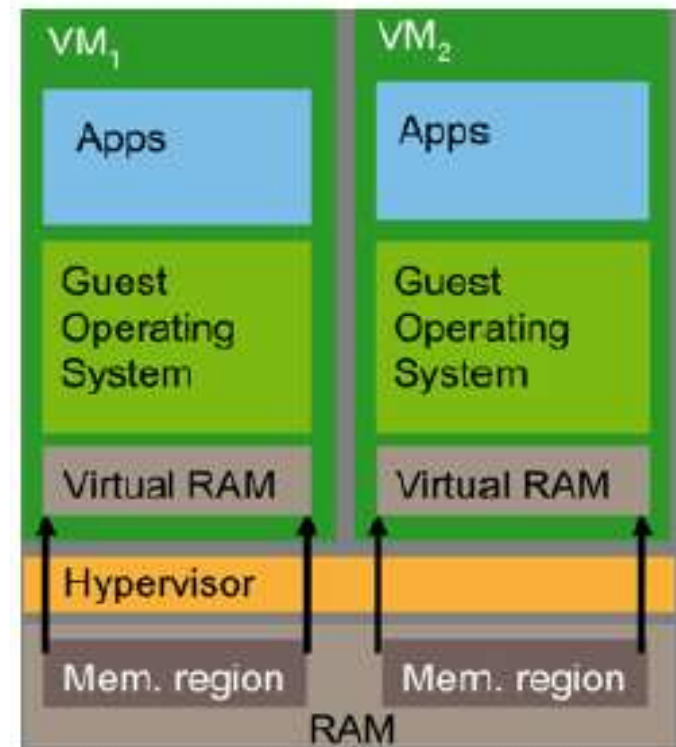 VM₁
Apps
Guest
Operating
System
Virtual RAM
VM₂
Apps
Guest
Operating
System
Virtual RAM
Hypervisor
Mem. region
Mem. region
RAM